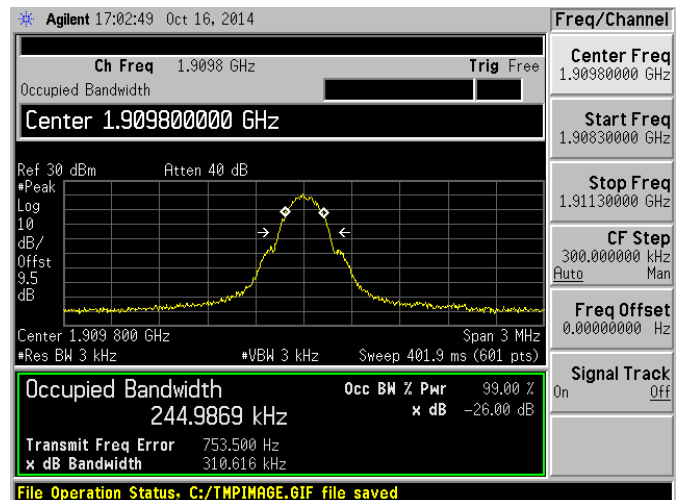 Agilent 17:02:49 Oct 16, 2014
Freq/Channel
Ch Freq 1.9098 GHz Trig Free
Occupied Bandwidth
Center 1.909800000 GHz
Ref 30 dBm Atten 40 dB
#Peak
Log
10
dB/
Offst
9.5
dB
Center 1.909 800 GHz Span 3 MHz
#Res BW 3 kHz #VBW 3 kHz Sweep 401.9 ms (601 pts)
Occupied Bandwidth
244.9869 kHz
Occ BW % Pwr 99.00 %
x dB -26.00 dB
Transmit Freq Error 753.500 Hz
x dB Bandwidth 310.616 kHz
File Operation Status, C:/TMPIMAGE.GIF file saved
Center Freq
1.90980000 GHz
Start Freq
1.90830000 GHz
Stop Freq
1.91130000 GHz
CF Step
300.000000 kHz
Auto Man
Freq Offset
0.00000000 Hz
Signal Track
On Off